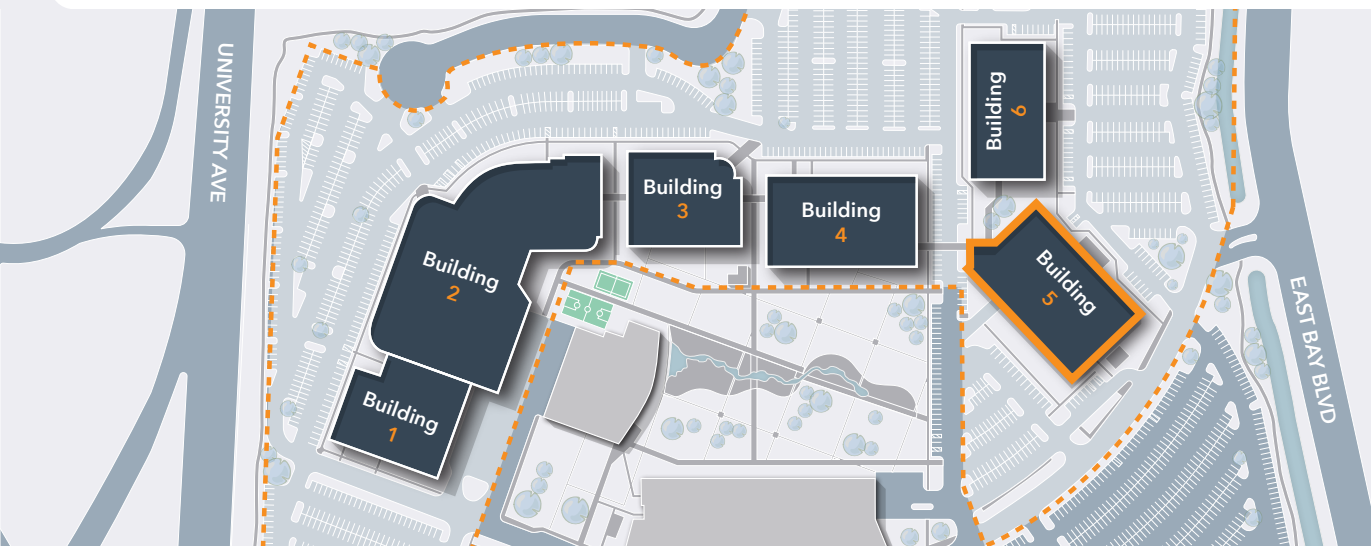 UNIVERSITY AVE
Building
1
Building
2
Building
3
Building
4
Building
5
Building
6
EAST BAY BLVD